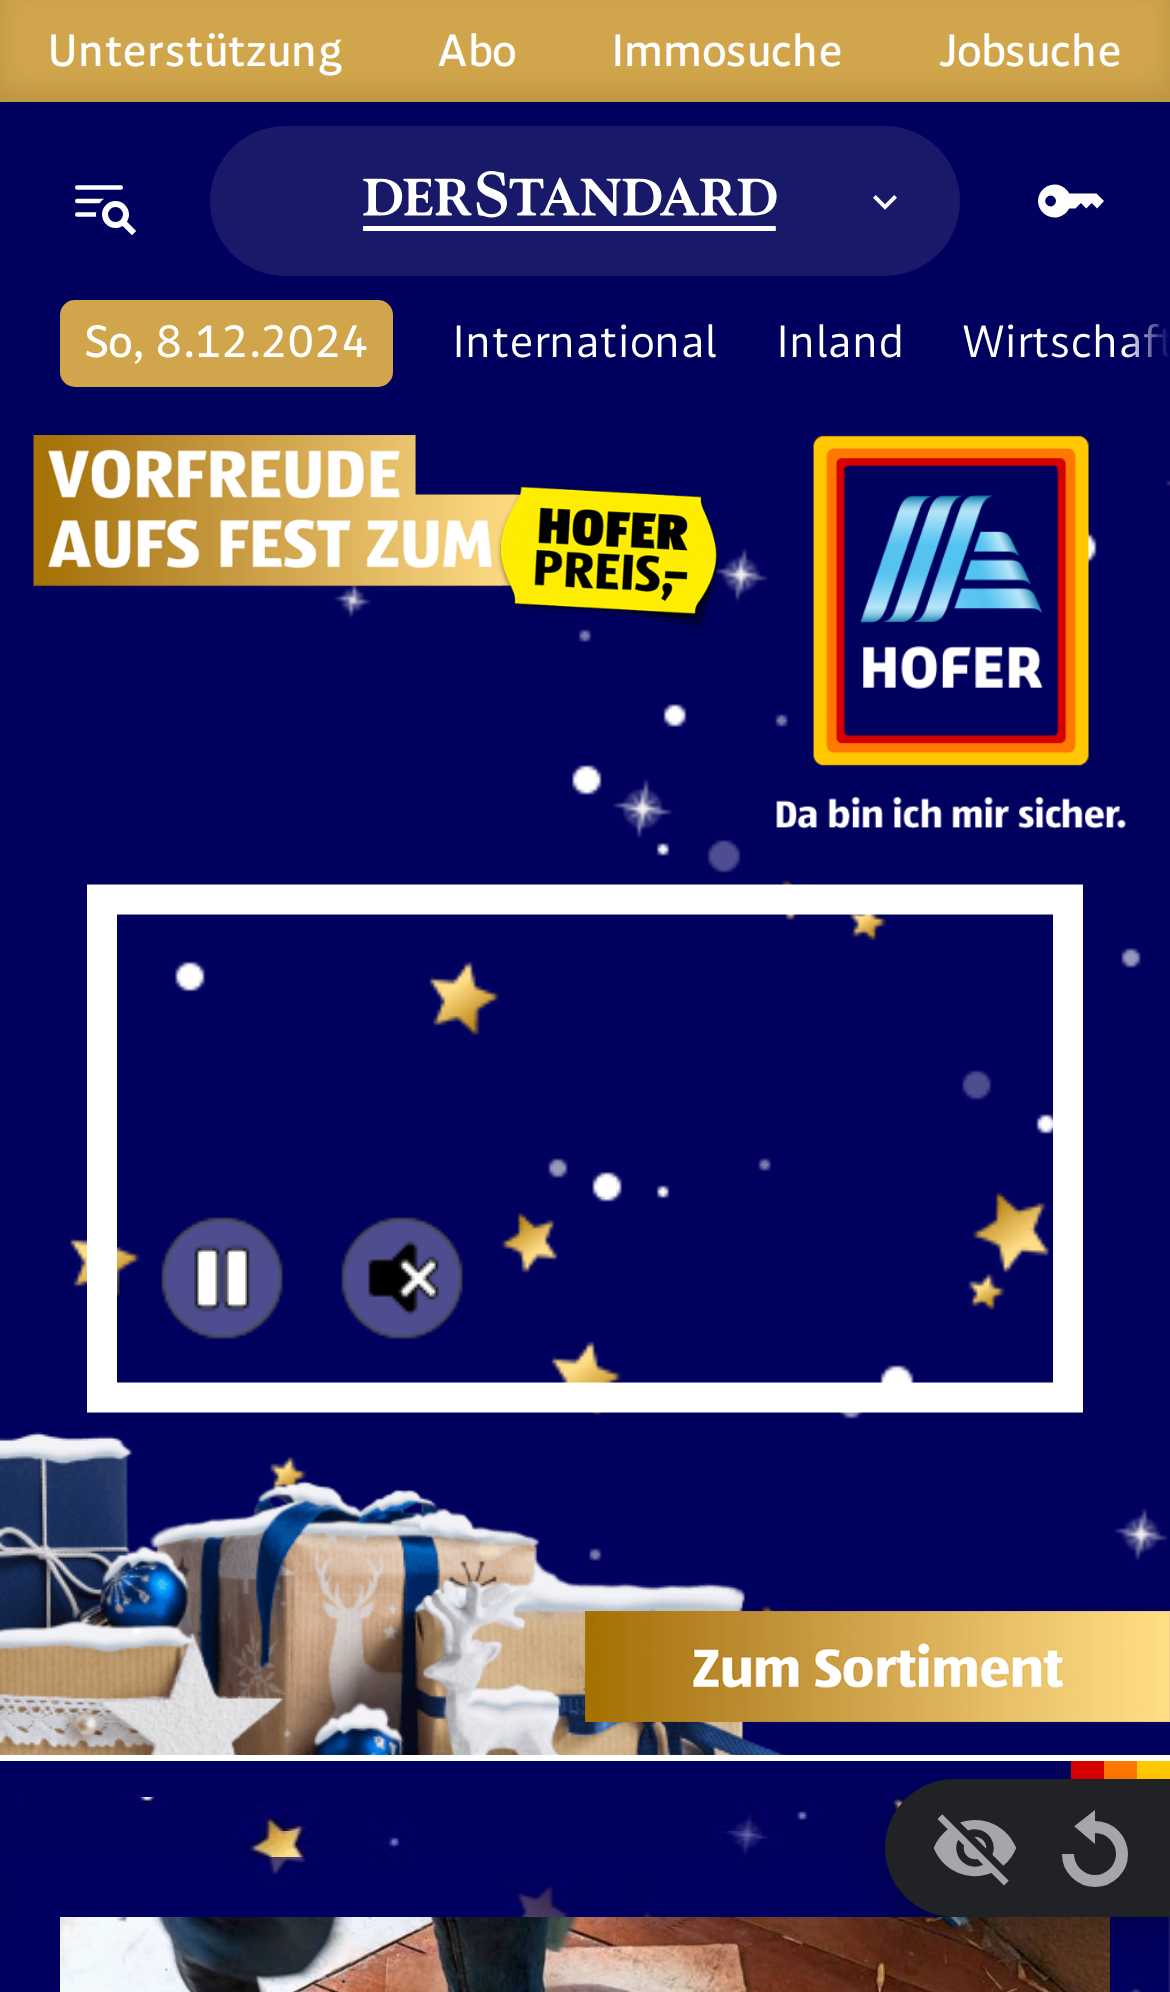 Unterstützung Abo Immosuche Jobsuche
DERSTANDARD
So, 8.12.2024 International Inland Wirtschaft
VORFREUDE
AUFS FEST ZUM
HOFER
PREIS,–
HOFER
Da bin ich mir sicher.
Zum Sortiment